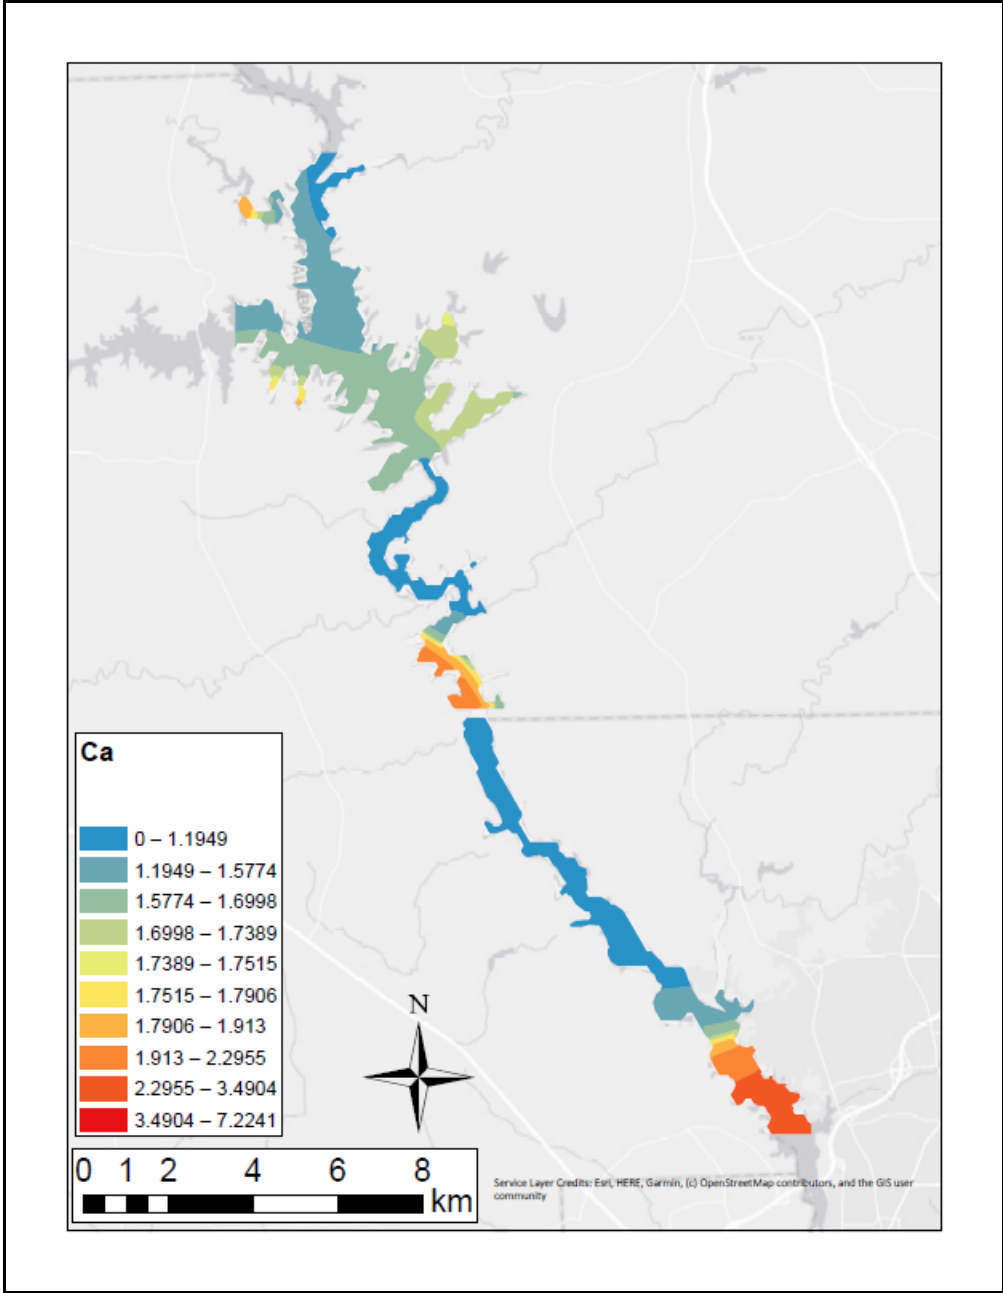 Ca
0 – 1.1949
1.1949 – 1.5774
1.5774 – 1.6998
1.6998 – 1.7389
1.7389 – 1.7515
1.7515 – 1.7906
1.7906 – 1.913
1.913 – 2.2955
2.2955 – 3.4904
3.4904 – 7.2241
N
0 1 2 4 6 8
km
Service Layer Credits: Esri, HERE, Garmin, (c) OpenStreetMap contributors, and the GIS user
community